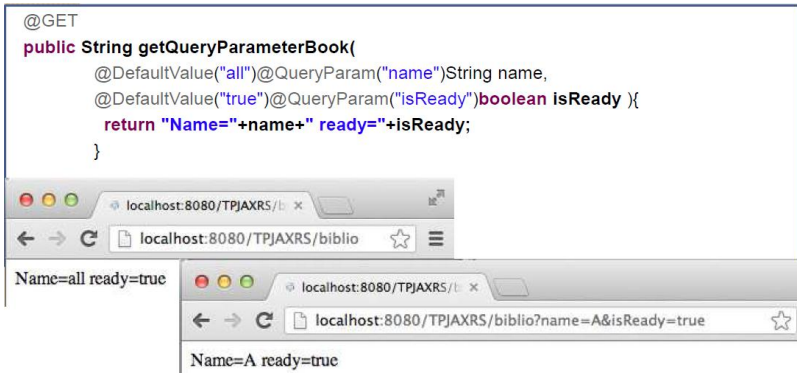 @GET
public String getQueryParameterBook(
@DefaultValue("all")@QueryParam("name")String name,
@DefaultValue("true")@QueryParam("isReady")boolean isReady ){
return "Name="+name+" ready="+isReady;
}
localhost:8080/TPJAXRS/b
localhost:8080/TPJAXRS/biblio
Name=all ready=true
localhost:8080/TPJAXRS/b
localhost:8080/TPJAXRS/biblio?name=A&isReady=true
Name=A ready=true